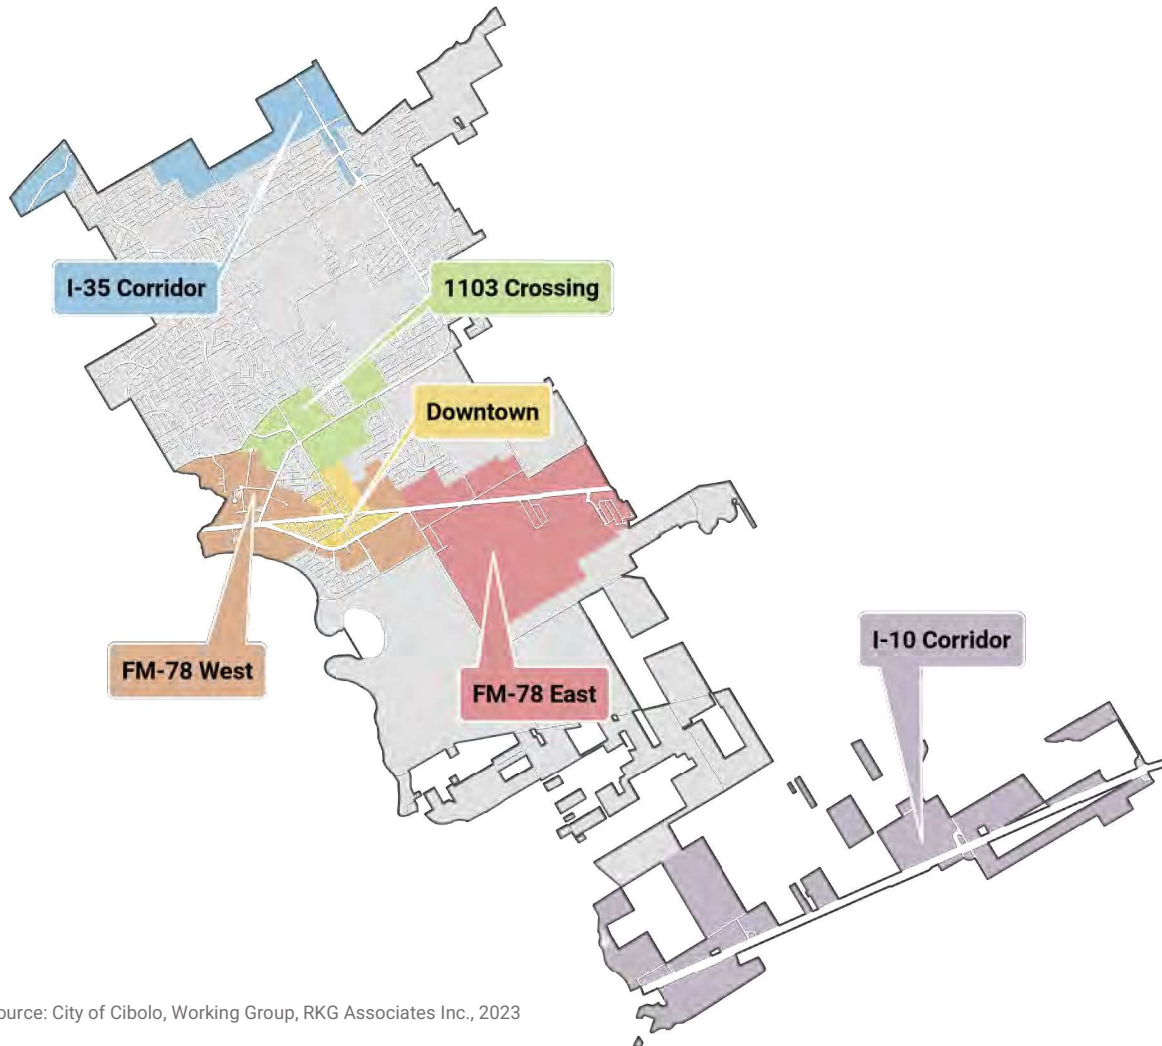 I-35 Corridor
1103 Crossing
Downtown
FM-78 West
FM-78 East
I-10 Corridor
ource: City of Cibolo, Working Group, RKG Associates Inc., 2023